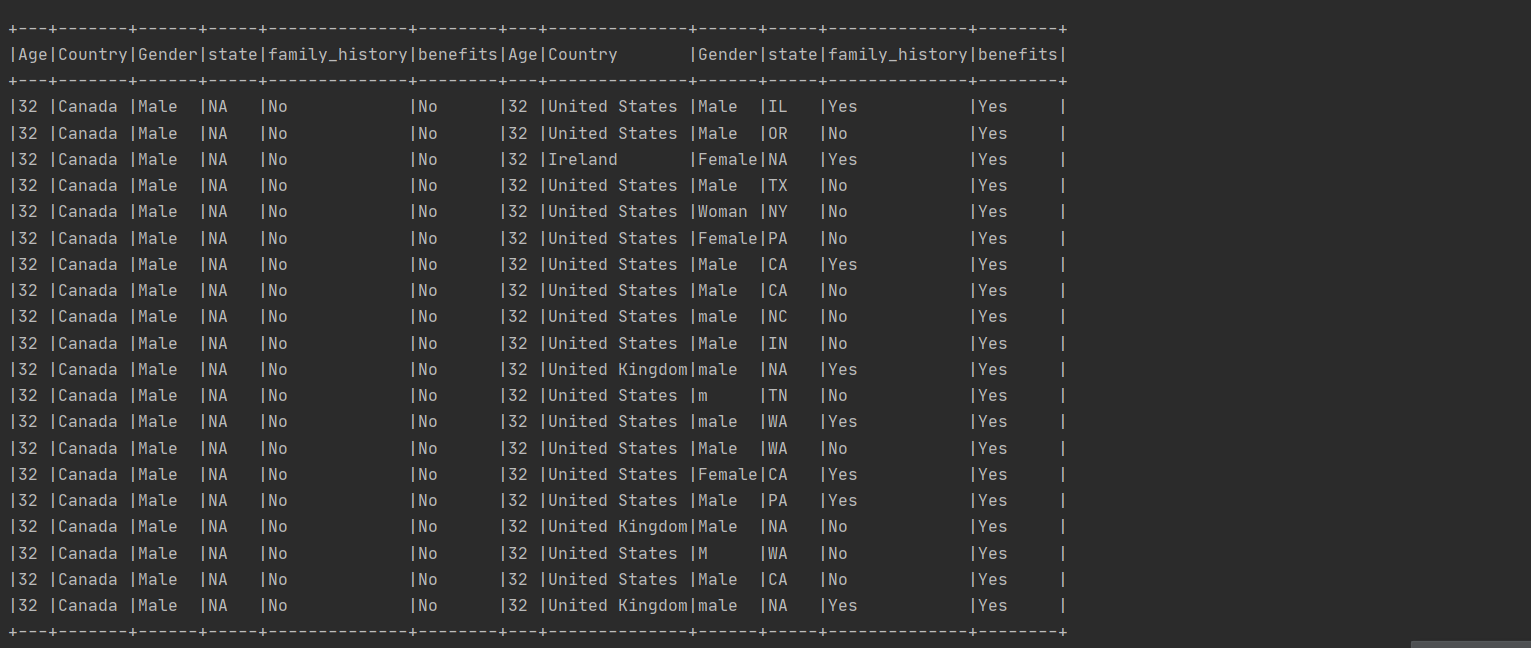 +---+-------+------+-----+--------------+--------+---+--------------+------+-----+--------------+--------+
|Age|Country|Gender|state|family_history|benefits|Age|Country       |Gender|state|family_history|benefits|
+---+-------+------+-----+--------------+--------+---+--------------+------+-----+--------------+--------+
|32 |Canada |Male  |NA   |No            |No      |32 |United States |Male  |IL   |Yes           |Yes     |
|32 |Canada |Male  |NA   |No            |No      |32 |United States |Male  |OR   |No            |Yes     |
|32 |Canada |Male  |NA   |No            |No      |32 |Ireland       |Female|NA   |Yes           |Yes     |
|32 |Canada |Male  |NA   |No            |No      |32 |United States |Male  |TX   |No            |Yes     |
|32 |Canada |Male  |NA   |No            |No      |32 |United States |Woman |NY   |No            |Yes     |
|32 |Canada |Male  |NA   |No            |No      |32 |United States |Female|PA   |No            |Yes     |
|32 |Canada |Male  |NA   |No            |No      |32 |United States |Male  |CA   |Yes           |Yes     |
|32 |Canada |Male  |NA   |No            |No      |32 |United States |Male  |CA   |No            |Yes     |
|32 |Canada |Male  |NA   |No            |No      |32 |United States |male  |NC   |No            |Yes     |
|32 |Canada |Male  |NA   |No            |No      |32 |United States |Male  |IN   |No            |Yes     |
|32 |Canada |Male  |NA   |No            |No      |32 |United Kingdom|male  |NA   |Yes           |Yes     |
|32 |Canada |Male  |NA   |No            |No      |32 |United States |m     |TN   |No            |Yes     |
|32 |Canada |Male  |NA   |No            |No      |32 |United States |male  |WA   |Yes           |Yes     |
|32 |Canada |Male  |NA   |No            |No      |32 |United States |Male  |WA   |No            |Yes     |
|32 |Canada |Male  |NA   |No            |No      |32 |United States |Female|CA   |Yes           |Yes     |
|32 |Canada |Male  |NA   |No            |No      |32 |United States |Male  |PA   |Yes           |Yes     |
|32 |Canada |Male  |NA   |No            |No      |32 |United Kingdom|Male  |NA   |No            |Yes     |
|32 |Canada |Male  |NA   |No            |No      |32 |United States |M     |WA   |No            |Yes     |
|32 |Canada |Male  |NA   |No            |No      |32 |United States |Male  |CA   |No            |Yes     |
|32 |Canada |Male  |NA   |No            |No      |32 |United Kingdom|male  |NA   |Yes           |Yes     |
+---+-------+------+-----+--------------+--------+---+--------------+------+-----+--------------+--------+